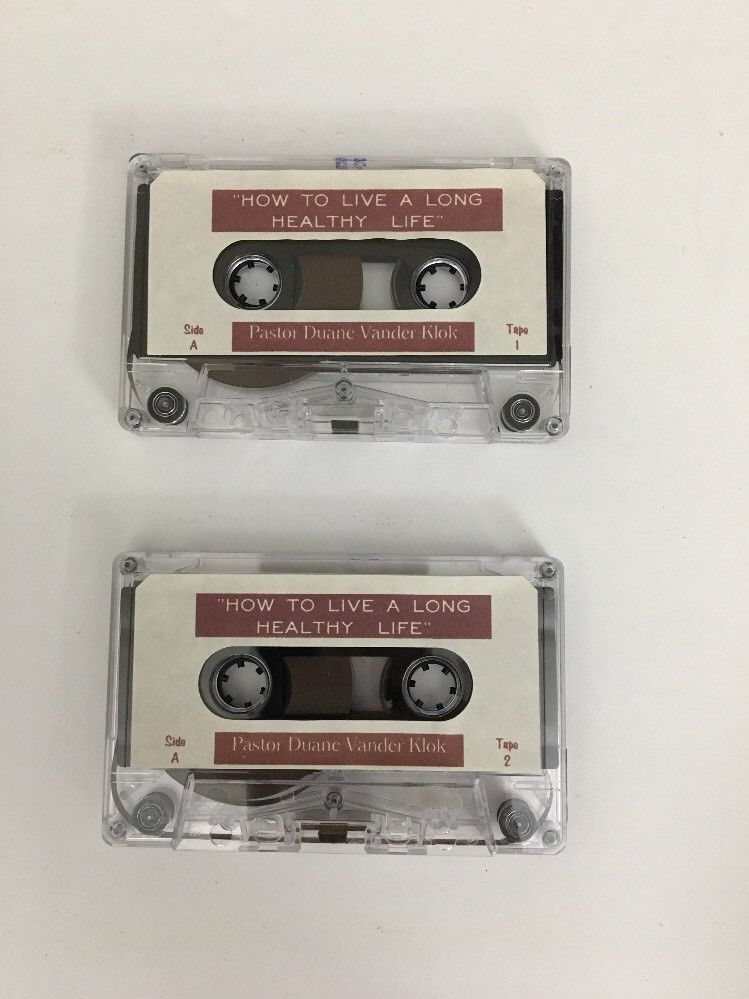 "HOW TO LIVE A LONG
HEALTHY LIFE"
Side
A
Pastor Duane Vander Klok
Tape
1
"HOW TO LIVE A LONG
HEALTHY LIFE"
Side
A
Pastor Duane Vander Klok
Tape
2